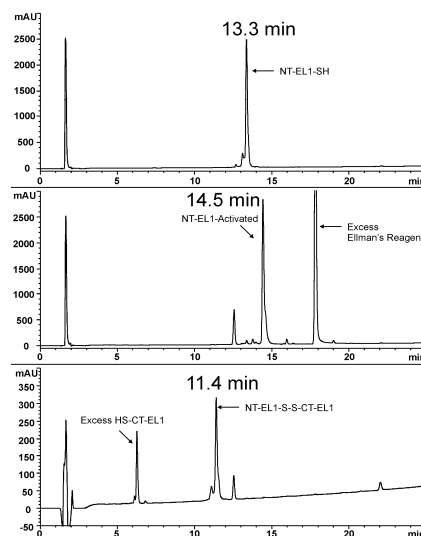 mAU
13.3 min
2500
2000
1500
1000
500
0
NT-EL1-SH
0 5 10 15 20 min
mAU
14.5 min
NT-EL1-Activated
Excess
Ellman's Reagen
2500
2000
1500
1000
500
0
0 5 10 15 20 min
mAU
11.4 min
350
300
250
200
150
100
50
0
-50
Excess HS-CT-EL1
NT-EL1-S-S-CT-EL1
0 5 10 15 20 min